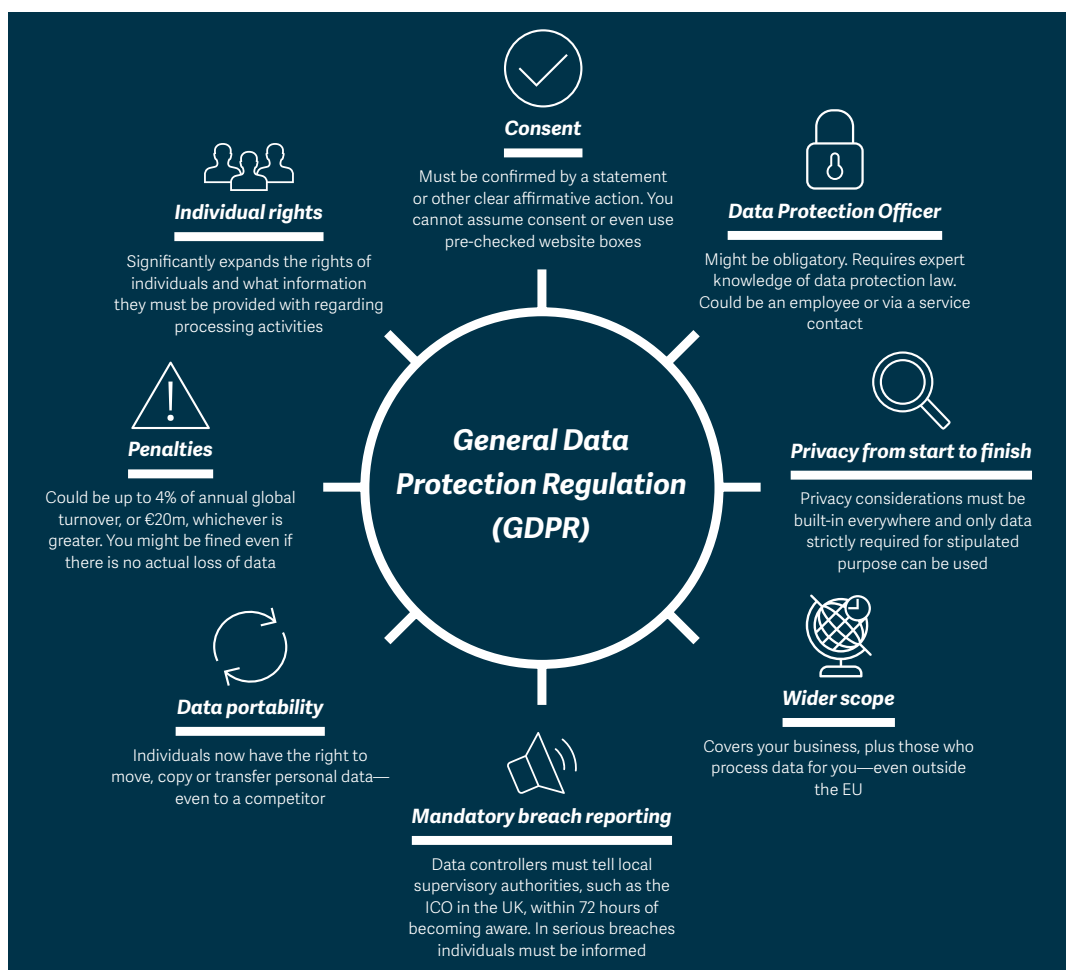 Consent
Must be confirmed by a statement
or other clear affirmative action. You
cannot assume consent or even use
pre-checked website boxes
Data Protection Officer
Might be obligatory. Requires expert
knowledge of data protection law.
Could be an employee or via a service
contact
Privacy from start to finish
Privacy considerations must be
built-in everywhere and only data
strictly required for stipulated
purpose can be used
Wider scope
Covers your business, plus those who
process data for you—even outside
the EU
Mandatory breach reporting
Data controllers must tell local
supervisory authorities, such as the
ICO in the UK, within 72 hours of
becoming aware. In serious breaches
individuals must be informed
Data portability
Individuals now have the right to
move, copy or transfer personal data—
even to a competitor
Penalties
Could be up to 4% of annual global
turnover, or €20m, whichever is
greater. You might be fined even if
there is no actual loss of data
Individual rights
Significantly expands the rights of
individuals and what information
they must be provided with regarding
processing activities
General Data
Protection Regulation
(GDPR)